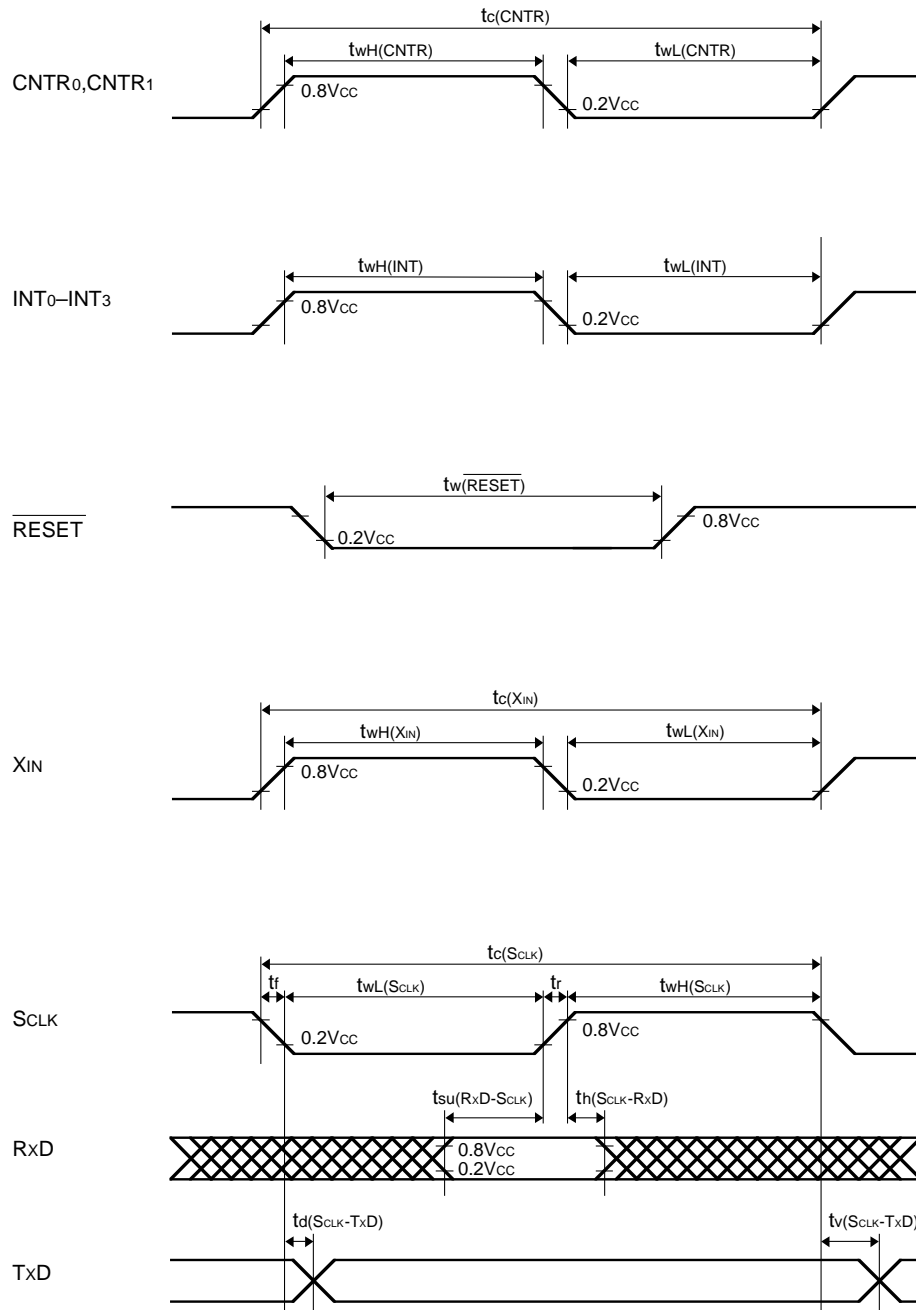 tC(CNTR)
twH(CNTR) twL(CNTR)
CNTR0,CNTR1
0.8VCC 0.2VCC
twH(INT) twL(INT)
INT0–INT3
0.8VCC 0.2VCC
tw(RESET)
RESET
0.2VCC 0.8VCC
tC(XIN)
twH(XIN) twL(XIN)
XIN
0.8VCC 0.2VCC
tC(SCLK)
tf twL(SCLK) tr twH(SCLK)
SCLK
0.2VCC 0.8VCC
tsu(RXD-SCLK) th(SCLK-RXD)
RXD
0.8VCC
0.2VCC
td(SCLK-TXD) tv(SCLK-TXD)
TXD